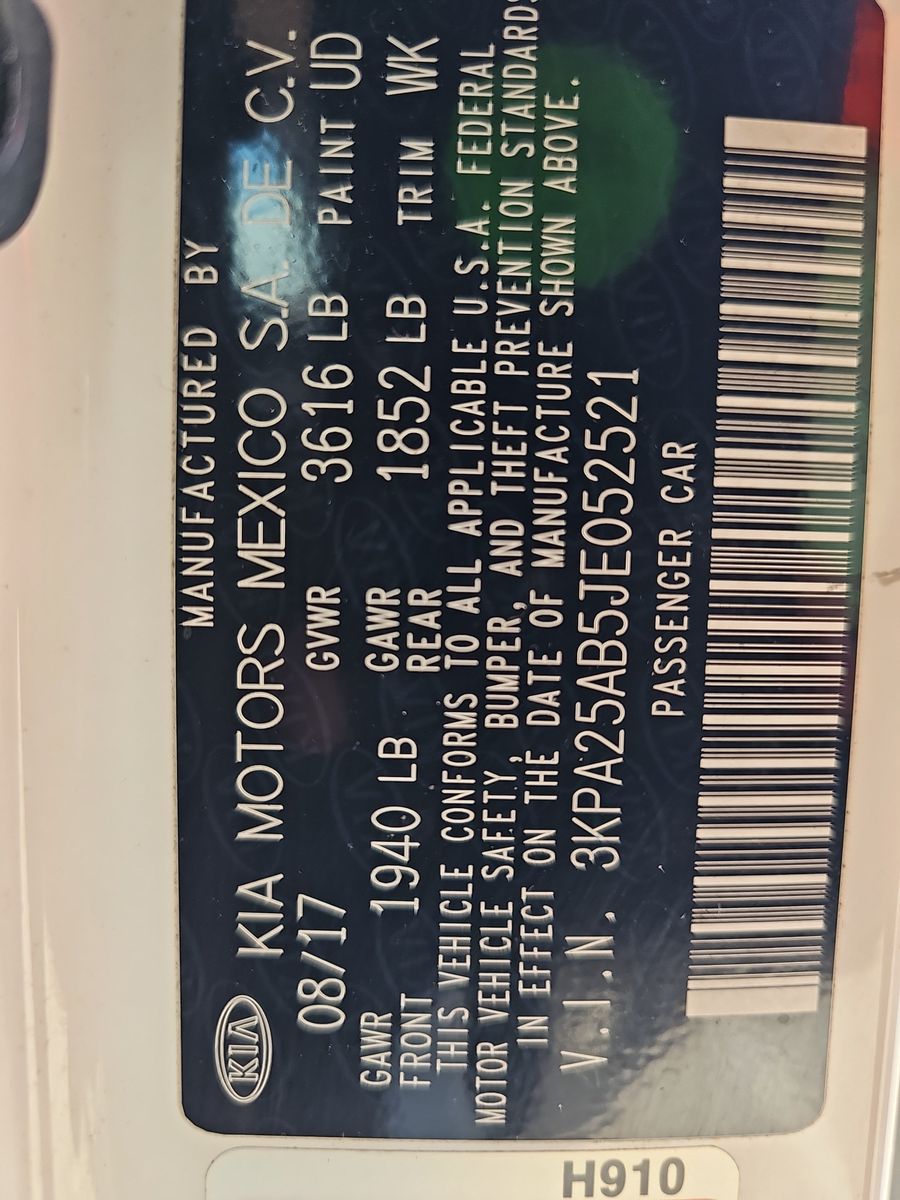 MANUFACTURED BY
KIA KIA MOTORS MEXICO S.A. DE C.V.
08/17 GVWR 3616 LB PAINT UD
GAWR FRONT 1940 LB GAWR REAR 1852 LB TRIM WK
THIS VEHICLE CONFORMS TO ALL APPLICABLE U.S.A. FEDERAL
MOTOR VEHICLE SAFETY, BUMPER, AND THEFT PREVENTION STANDARDS
IN EFFECT ON THE DATE OF MANUFACTURE SHOWN ABOVE.
V.I.N. 3KPA25AB5JE052521
PASSENGER CAR
H910